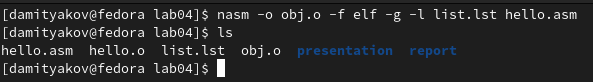 [damityakov@fedora lab04]$ nasm -o obj.o -f elf -g -l list.lst hello.asm
[damityakov@fedora lab04]$ ls
hello.asm  hello.o  list.lst  obj.o  presentation  report
[damityakov@fedora lab04]$